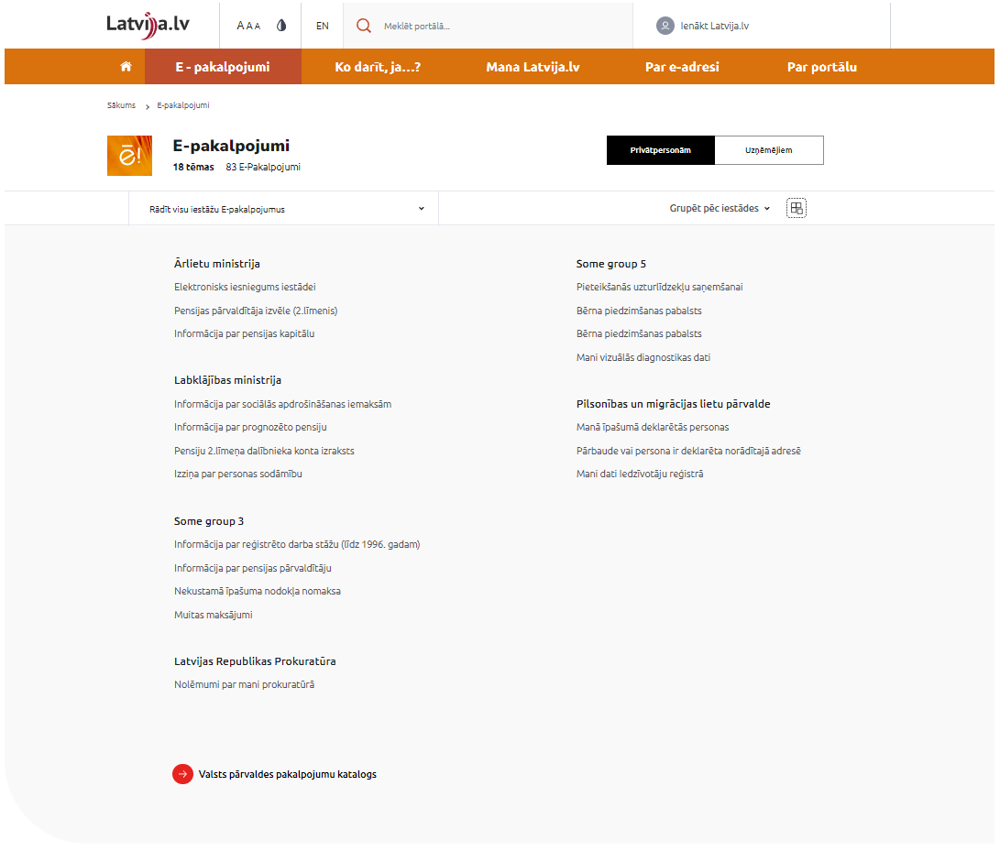 Latvija.lv
A A A
EN
Meklēt portālā...
Ienākt Latvija.lv
E - pakalpojumi
Ko darīt, ja...?
Mana Latvija.lv
Par e-adresi
Par portālu
Sākums
E-pakalpojumi
ē!
E-pakalpojumi
18 tēmas 83 E-Pakalpojumi
Privātpersonām
Uzņēmējiem
Rādīt visu iestāžu E-pakalpojumus
Grupēt pēc iestādes
Ārlietu ministrija
Elektronisks iesniegums iestādei
Pensijas pārvaldītāja izvēle (2.līmenis)
Informācija par pensijas kapitālu
Labklājības ministrija
Informācija par sociālās apdrošināšanas iemaksām
Informācija par prognozēto pensiju
Pensiju 2.līmeņa dalībnieka konta izraksts
Izziņa par personas sodāmību
Some group 3
Informācija par reģistrēto darba stāžu (līdz 1996. gadam)
Informācija par pensijas pārvaldītāju
Nekustamā īpašuma nodokļa nomaksa
Muitas maksājumi
Latvijas Republikas Prokuratūra
Nolēmumi par mani prokuratūrā
Some group 5
Pieteikšanās uzturlīdzekļu saņemšanai
Bērna piedzimšanas pabalsts
Bērna piedzimšanas pabalsts
Mani vizuālās diagnostikas dati
Pilsonības un migrācijas lietu pārvalde
Manā īpašumā deklarētās personas
Pārbaude vai persona ir deklarēta norādītajā adresē
Mani dati Iedzīvotāju reģistrā
Valsts pārvaldes pakalpojumu katalogs